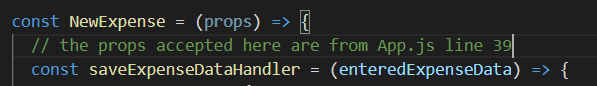 const NewExpense = (props) => {
// the props accepted here are from App.js line 39
const saveExpenseDataHandler = (enteredExpenseData) => {